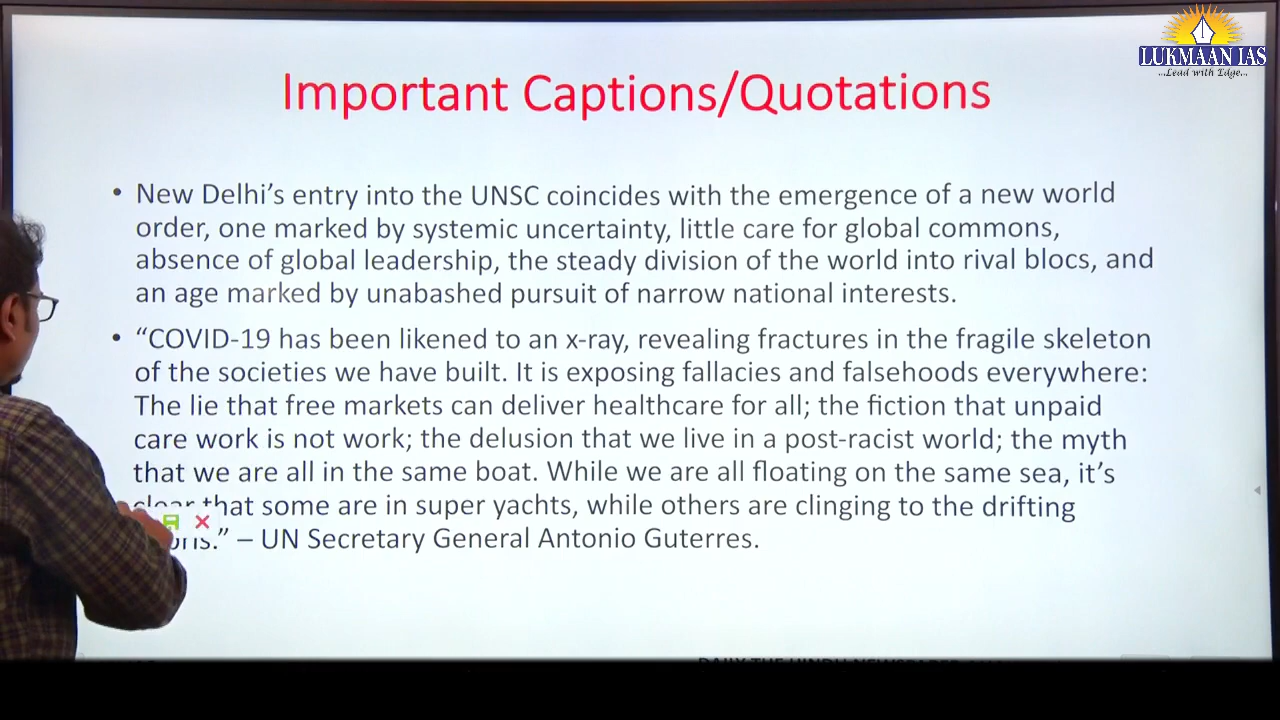 LUKMAAN IAS
...Lead with Edge...
Important Captions/Quotations
• New Delhi’s entry into the UNSC coincides with the emergence of a new world
order, one marked by systemic uncertainty, little care for global commons,
absence of global leadership, the steady division of the world into rival blocs, and
an age marked by unabashed pursuit of narrow national interests.
• “COVID-19 has been likened to an x-ray, revealing fractures in the fragile skeleton
of the societies we have built. It is exposing fallacies and falsehoods everywhere:
The lie that free markets can deliver healthcare for all; the fiction that unpaid
care work is not work; the delusion that we live in a post-racist world; the myth
that we are all in the same boat. While we are all floating on the same sea, it’s
clear that some are in super yachts, while others are clinging to the drifting
” – UN Secretary General Antonio Guterres.